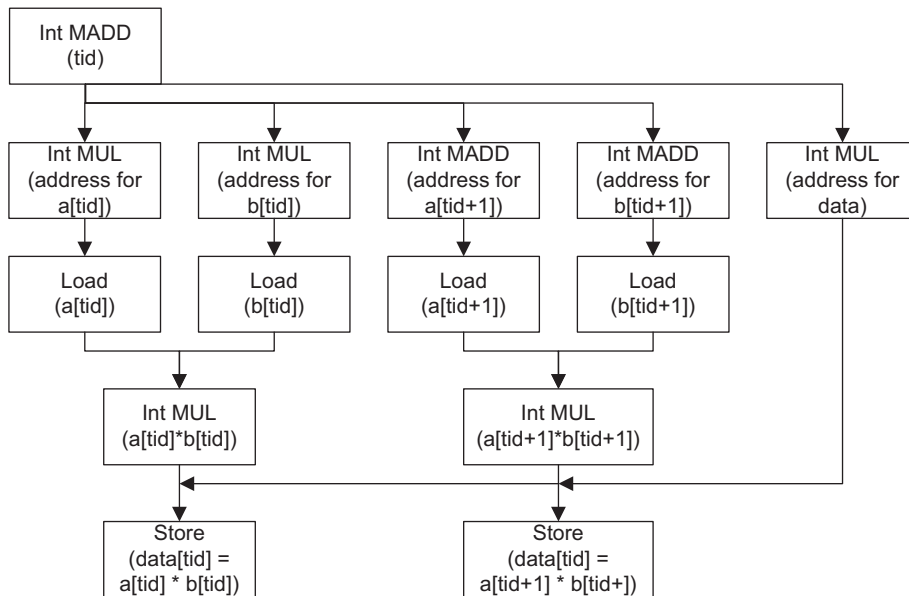 Int MADD
(tid)
Int MUL
(address for
a[tid])
Int MUL
(address for
b[tid])
Int MADD
(address for
a[tid+1])
Int MADD
(address for
b[tid+1])
Int MUL
(address for
data)
Load
(a[tid])
Load
(b[tid])
Load
(a[tid+1])
Load
(b[tid+1])
Int MUL
(a[tid]*b[tid])
Int MUL
(a[tid+1]*b[tid+1])
Store
(data[tid] =
a[tid] * b[tid])
Store
(data[tid] =
a[tid+1] * b[tid+])